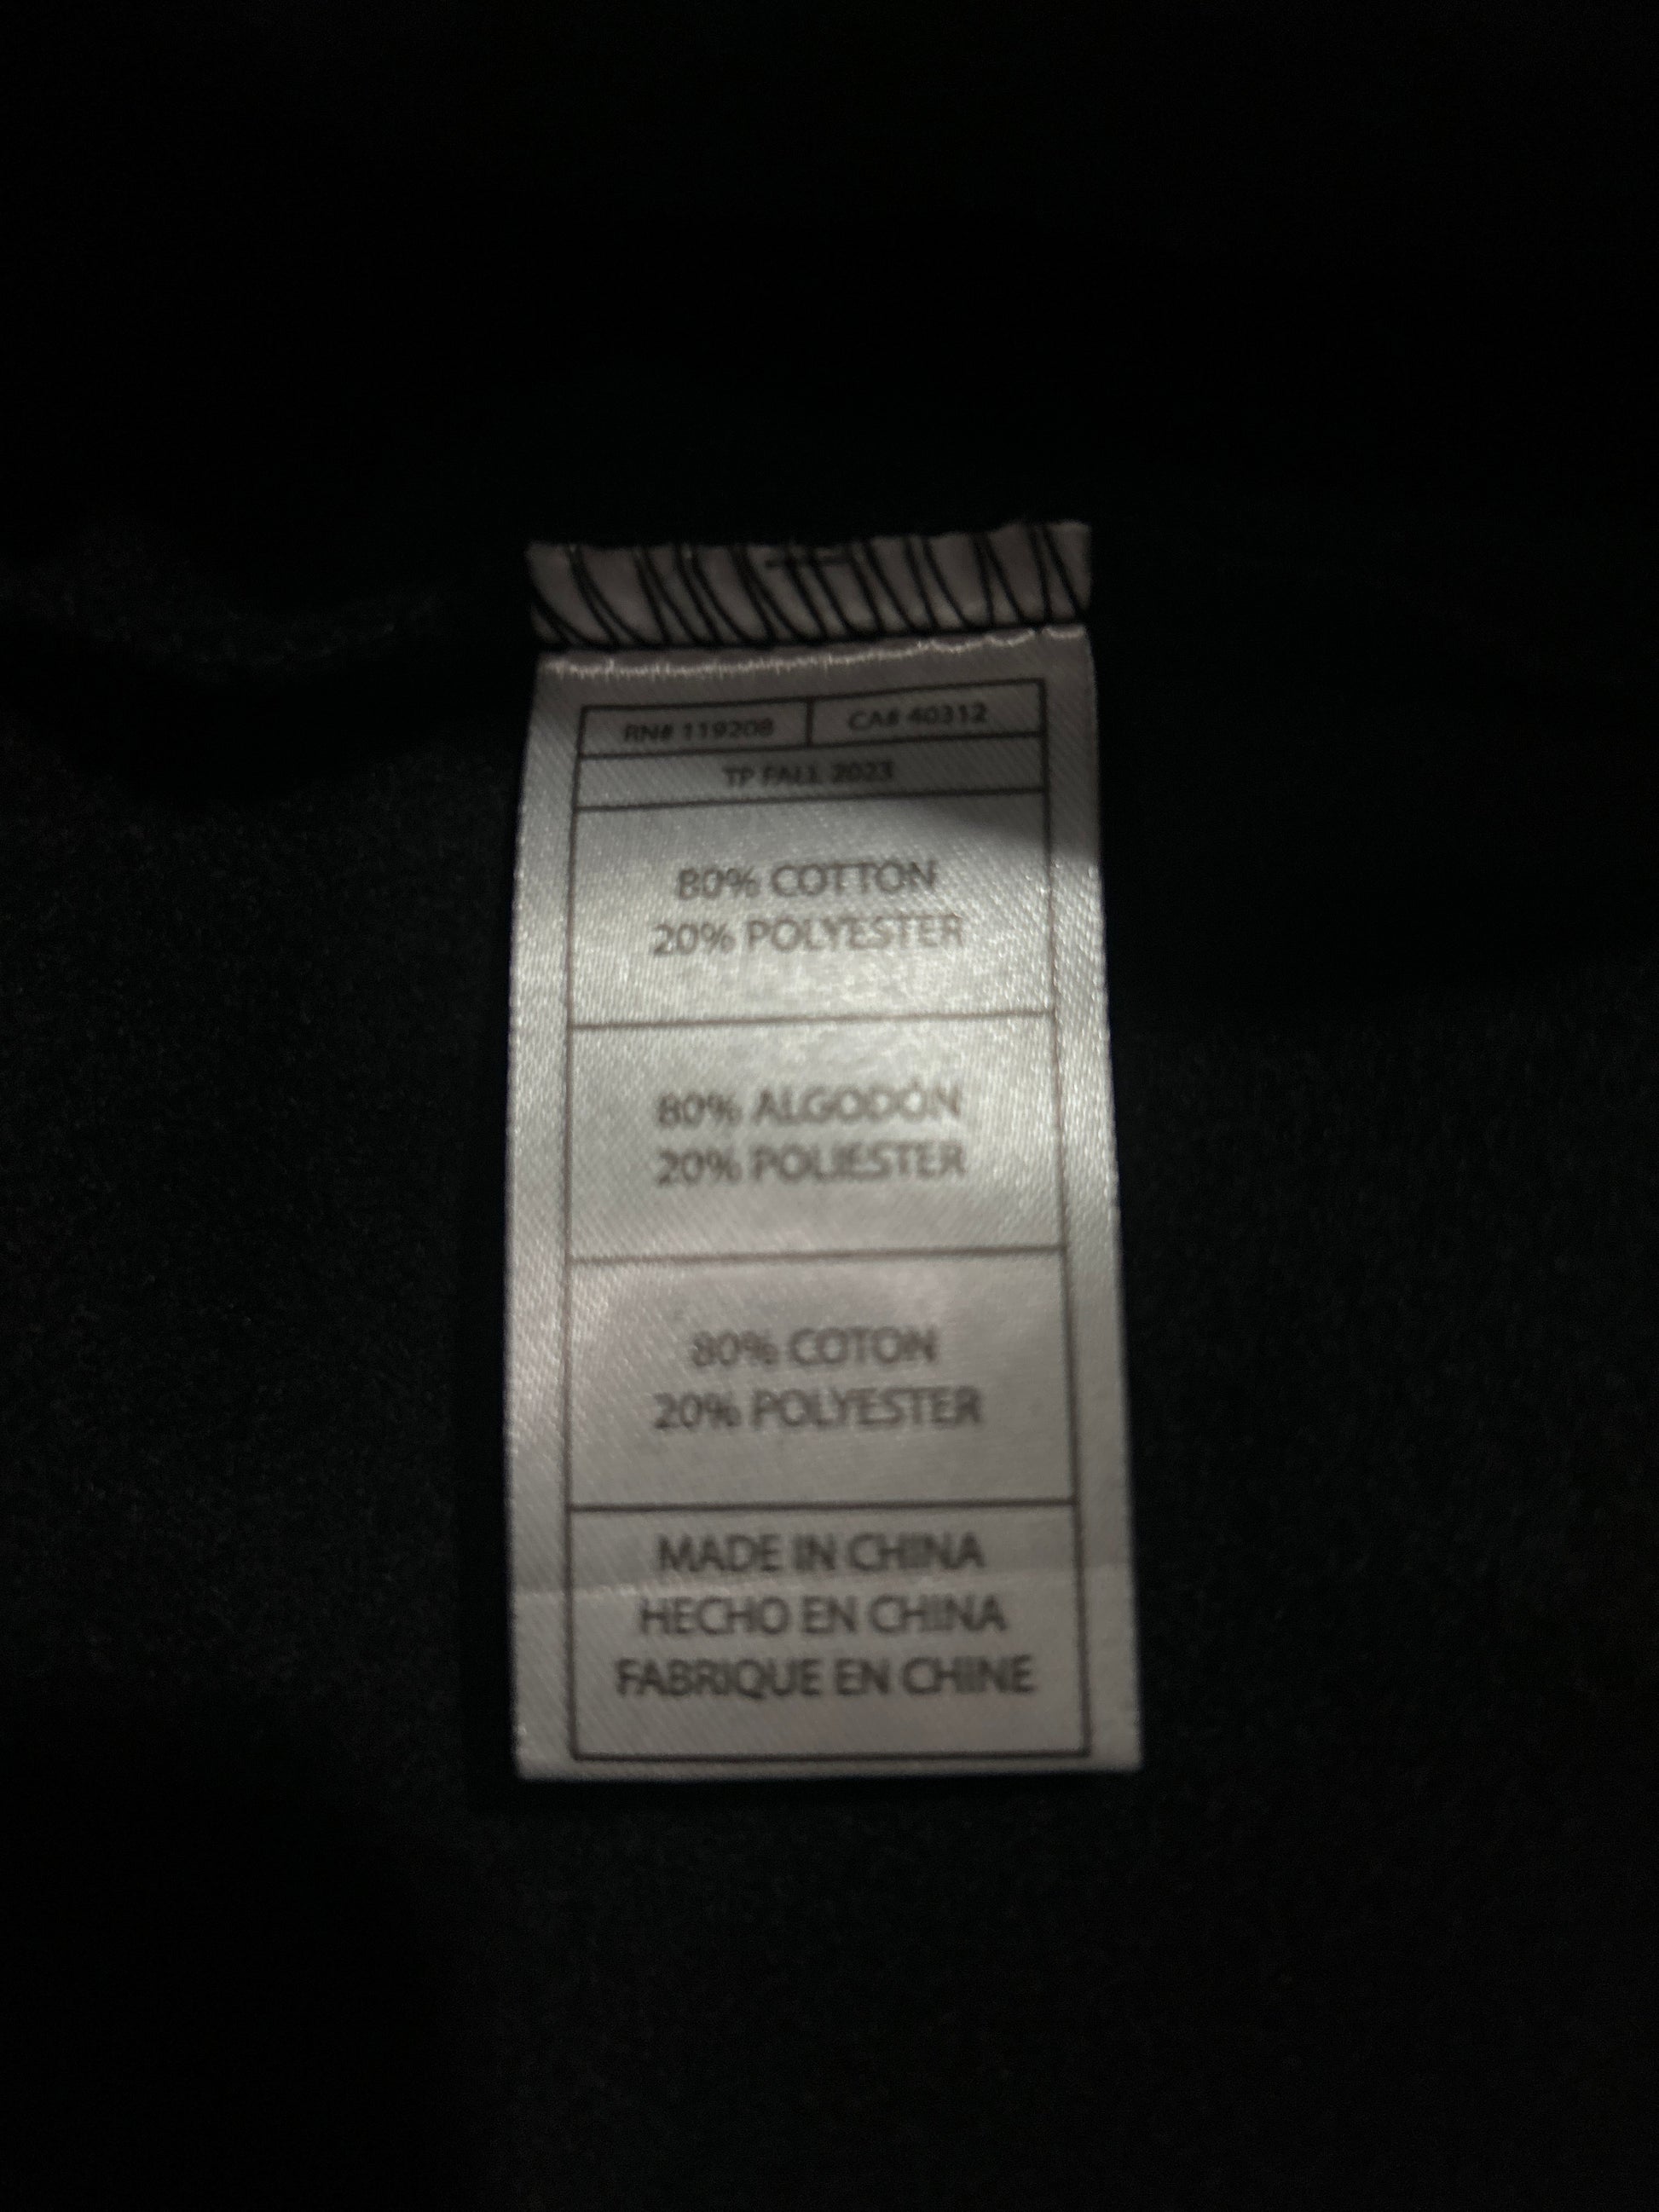 RN# 119208 CA# 40312
TP FALL 2023
80% COTTON
20% POLYESTER
80% ALGODÓN
20% POLIESTER
80% COTON
20% POLYESTER
MADE IN CHINA
HECHO EN CHINA
FABRIQUE EN CHINE